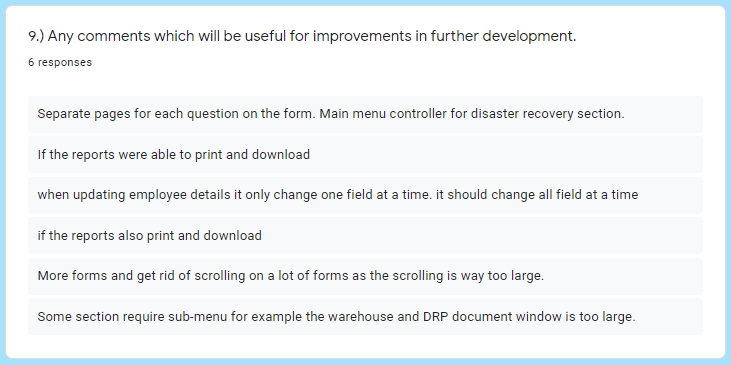 9.) Any comments which will be useful for improvements in further development.
6 responses
Separate pages for each question on the form. Main menu controller for disaster recovery section.
If the reports were able to print and download
when updating employee details it only change one field at a time. it should change all field at a time
if the reports also print and download
More forms and get rid of scrolling on a lot of forms as the scrolling is way too large.
Some section require sub-menu for example the warehouse and DRP document window is too large.